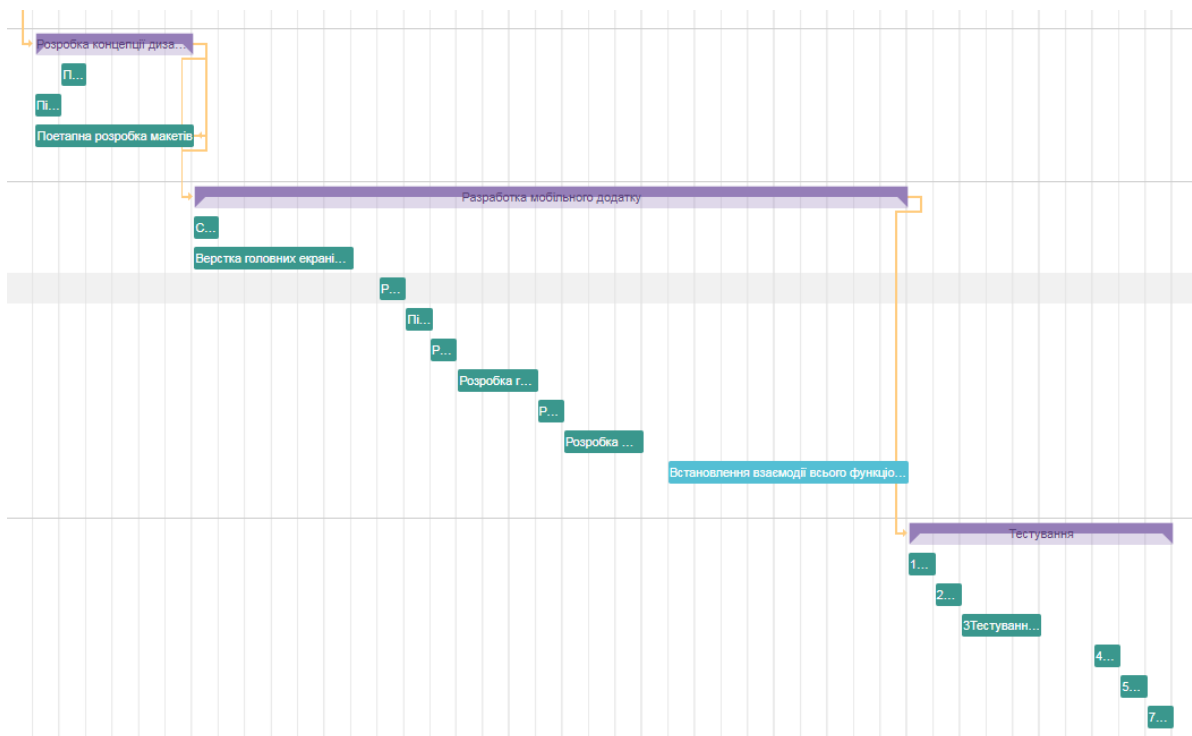 Розробка концепції диза...
П...
Пі...
Поетапна розробка макетів
Разработка мобільного додатку
С...
Верстка головних екрані...
Р...
Пі...
Р...
Розробка г...
Р...
Розробка ...
Встановлення взаємодії всього функціо...
Тестування
1...
2...
3Тестуванн...
4...
5...
7...